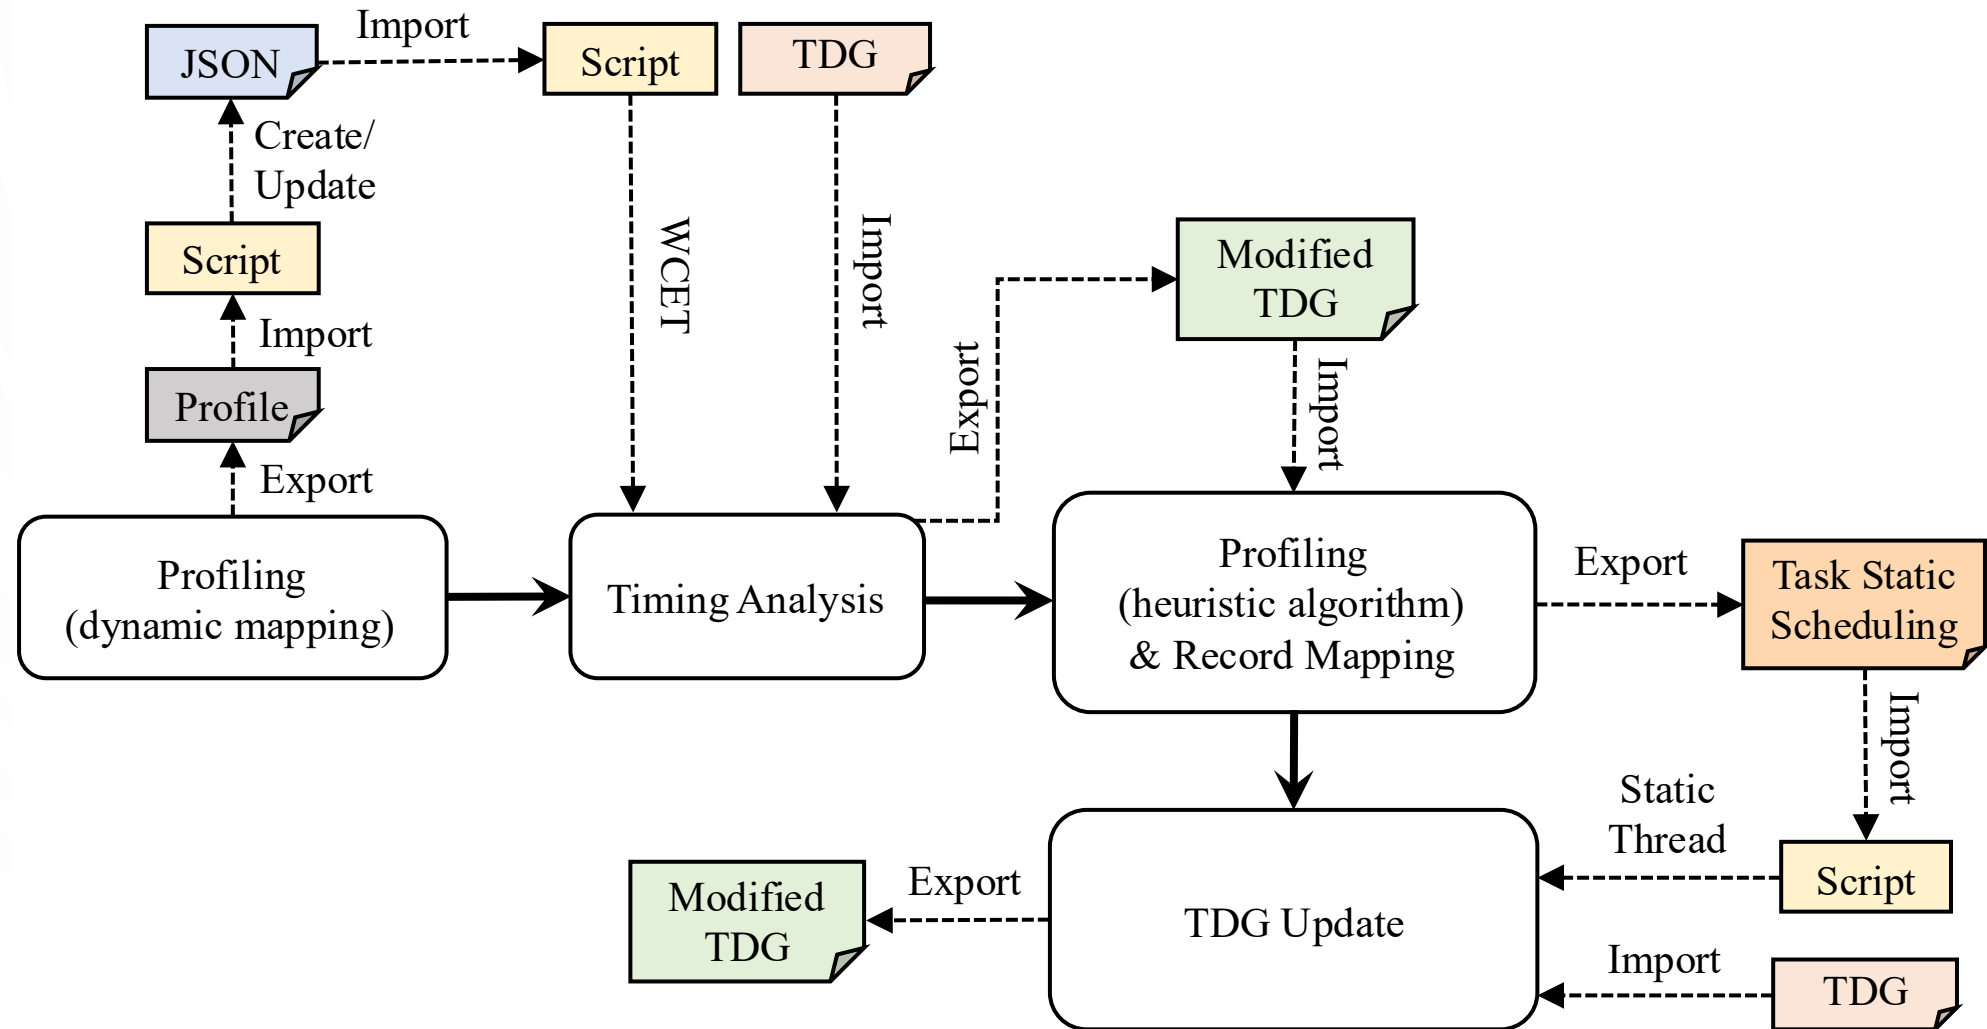 Import
JSON
Script
TDG
Create/
Update
Script
WCET
Import
Import
Profile
Export
Export
Modified
TDG
Import
Profiling
(dynamic mapping)
Timing Analysis
Profiling
(heuristic algorithm)
& Record Mapping
Export
Task Static
Scheduling
Import
Static
Thread
Script
Modified
TDG
Export
TDG Update
Import
TDG